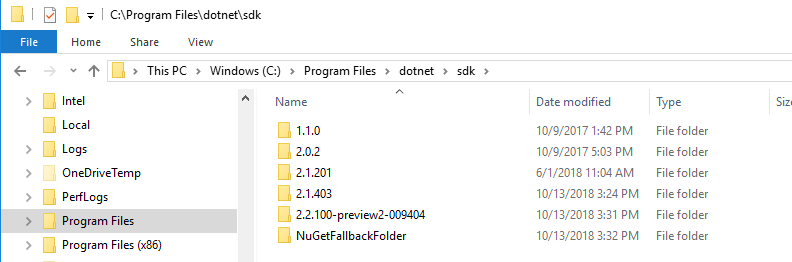 C:\Program Files\dotnet\sdk
File Home Share View
This PC > Windows (C:) > Program Files > dotnet > sdk >
Intel
Local
Logs
OneDriveTemp
PerfLogs
Program Files
Program Files (x86)
Name Date modified Type Siz
1.1.0 10/9/2017 1:42 PM File folder
2.0.2 10/9/2017 5:03 PM File folder
2.1.201 6/1/2018 11:04 AM File folder
2.1.403 10/13/2018 3:24 PM File folder
2.2.100-preview2-009404 10/13/2018 3:31 PM File folder
NuGetFallbackFolder 10/13/2018 3:32 PM File folder